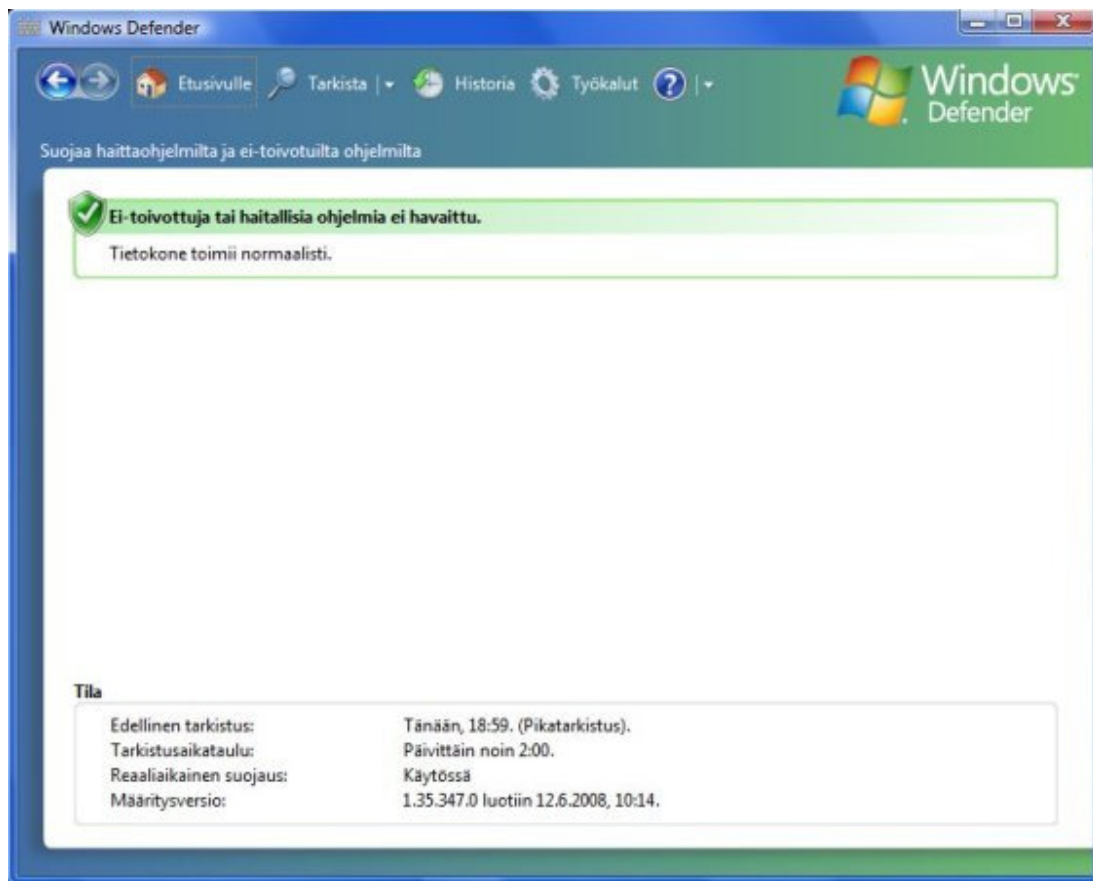 Windows Defender
Etusivulle Tarkista Historia Työkalut ?
Windows®
Defender
Suojaa haittaohjelmilta ja ei-toivotuilta ohjelmilta
Ei-toivottuja tai haitallisia ohjelmia ei havaittu.
Tietokone toimii normaalisti.
Tila
Edellinen tarkistus: Tänään, 18:59. (Pikatarkistus).
Tarkistusaikataulu: Päivittäin noin 2:00.
Reaaliaikainen suojaus: Käytössä
Määritysversio: 1.35.347.0 luotiin 12.6.2008, 10:14.